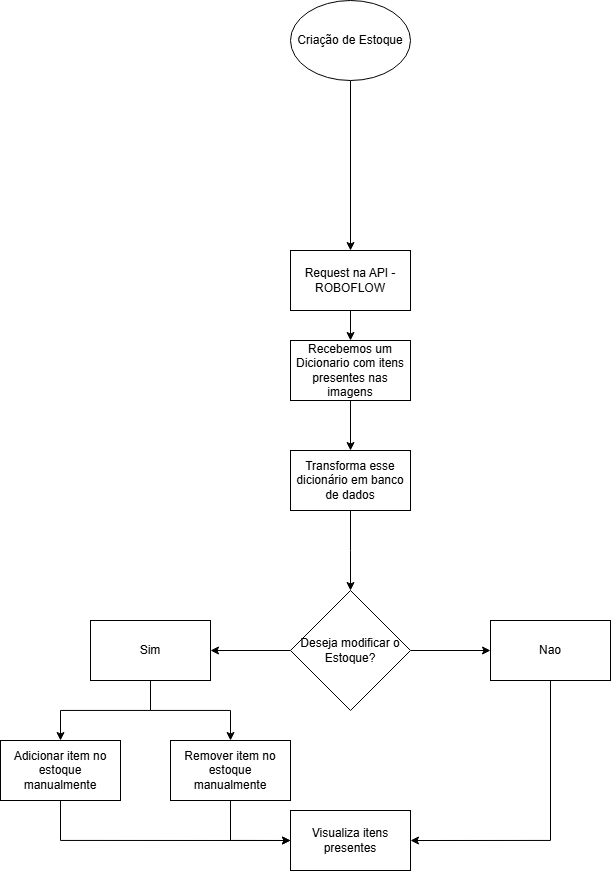 Criação de Estoque
Request na API -
ROBOFLOW
Recebemos um
Dicionario com itens
presentes nas
imagens
Transforma esse
dicionário em banco
de dados
Deseja modificar o
Estoque?
Sim
Nao
Adicionar item no
estoque
manualmente
Remover item no
estoque
manualmente
Visualiza itens
presentes